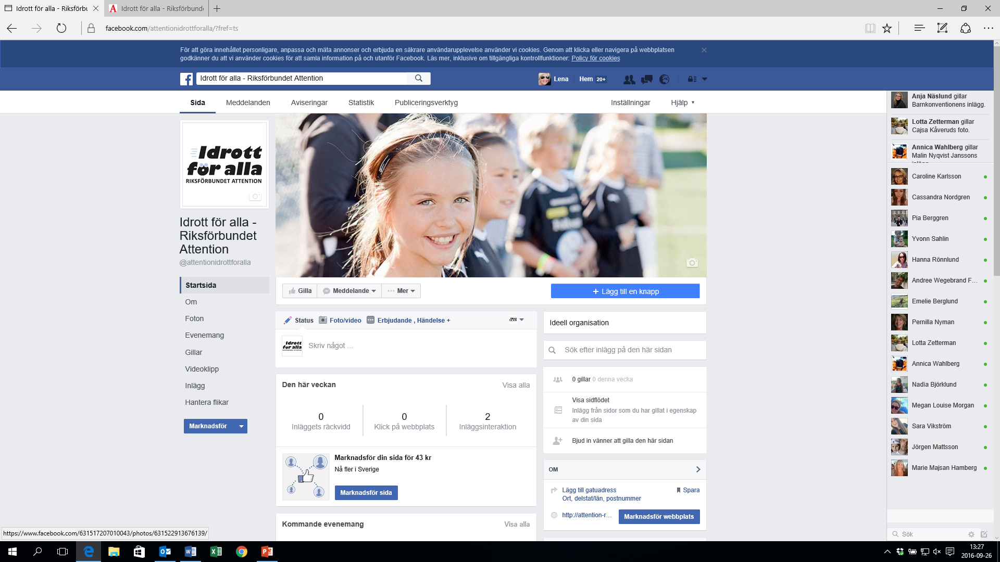 Idrott för alla - Riksförbu
Idrott för alla - Riksförbund
facebook.com/attentionidrottforalla/?fref=ts
För att göra innehållet personligare, anpassa och mäta annonser och erbjuda en säkrare användarupplevelse använder vi cookies. Genom att klicka eller navigera på webbplatsen
godkänner du att vi använder cookies för att samla information på och utanför Facebook. Läs mer, inklusive om tillgängliga kontrollfunktioner: Policy för cookies
Idrott för alla - Riksförbundet Attention
Lena
Hem 20+
Sida
Meddelanden
Aviseringar
Statistik
Publiceringsverktyg
Inställningar
Hjälp
Idrott
för alla
RIKSFÖRBUNDET ATTENTION
Idrott för alla -
Riksförbundet
Attention
@attentionidrottforalla
Startsida
Om
Foton
Evenemang
Gillar
Videoklipp
Inlägg
Hantera flikar
Marknadsför
Gilla
Meddelande
Mer
+ Lägg till en knapp
Status
Foto/video
Erbjudande , Händelse +
Idrott
för alla
Skriv något ...
Den här veckan
Visa alla
0
Inläggets räckvidd
0
Klick på webbplats
2
Inläggsinteraktion
Marknadsför din sida för 43 kr
Nå fler i Sverige
Marknadsför sida
Kommande evenemang
Visa alla
Ideell organisation
Sök efter inlägg på den här sidan
0 gillar 0 denna vecka
Visa sidflödet
Inlägg från sidor som du har gillat i egenskap
av din sida
Bjud in vänner att gilla den här sidan
OM
Lägg till gatuadress
Ort, delstat/län, postnummer
Spara
http://attention-r...
Marknadsför webbplats
Anja Näslund gillar
Barnkonventionens inlägg.
Lotta Zetterman gillar
Cajsa Kåveruds foto.
Annica Wahlberg gillar
Malin Nyqvist Janssons
Caroline Karlsson
Cassandra Nordgren
Pia Berggren
Yvonn Sahlin
Hanna Rönnlund
Andree Wegebrand F...
Emelie Berglund
Pernilla Nyman
Lotta Zetterman
Annica Wahlberg
Nadïa Björklund
Megan Louise Morgan
Sara Vikström
Jörgen Mattsson
Marie Majsan Hamberg
Sök
https://www.facebook.com/631517207010043/photos/631522913676139/
13:27
2016-09-26